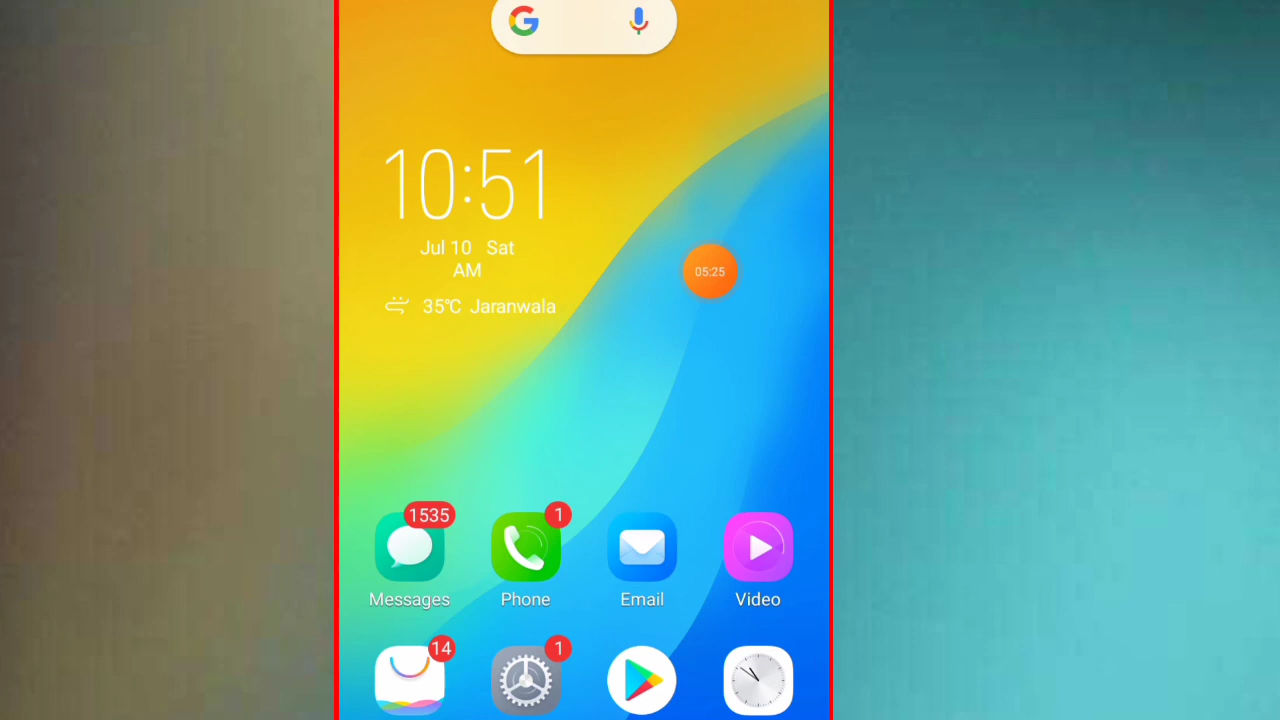 10:51
Jul 10 Sat
AM
35℃ Jaranwala
05:25
1535
1
Messages
Phone
Email
Video
14
1